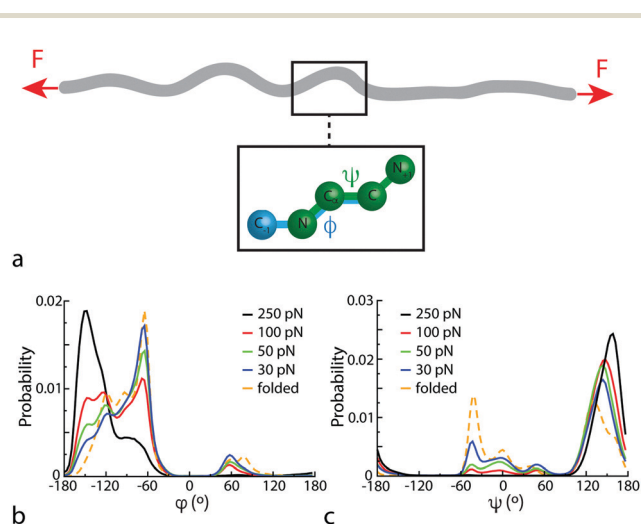 F
F
ψ
N+1
Cα
C
C-1
N
ϕ
a
0.02
0.01
0
Probability
250 pN
100 pN
50 pN
30 pN
folded
-180 -120 -60 0 60 120 180
φ (º)
b
0.03
0.02
0.01
0
Probability
250 pN
100 pN
50 pN
30 pN
folded
-180 -120 -60 0 60 120 180
ψ (º)
c